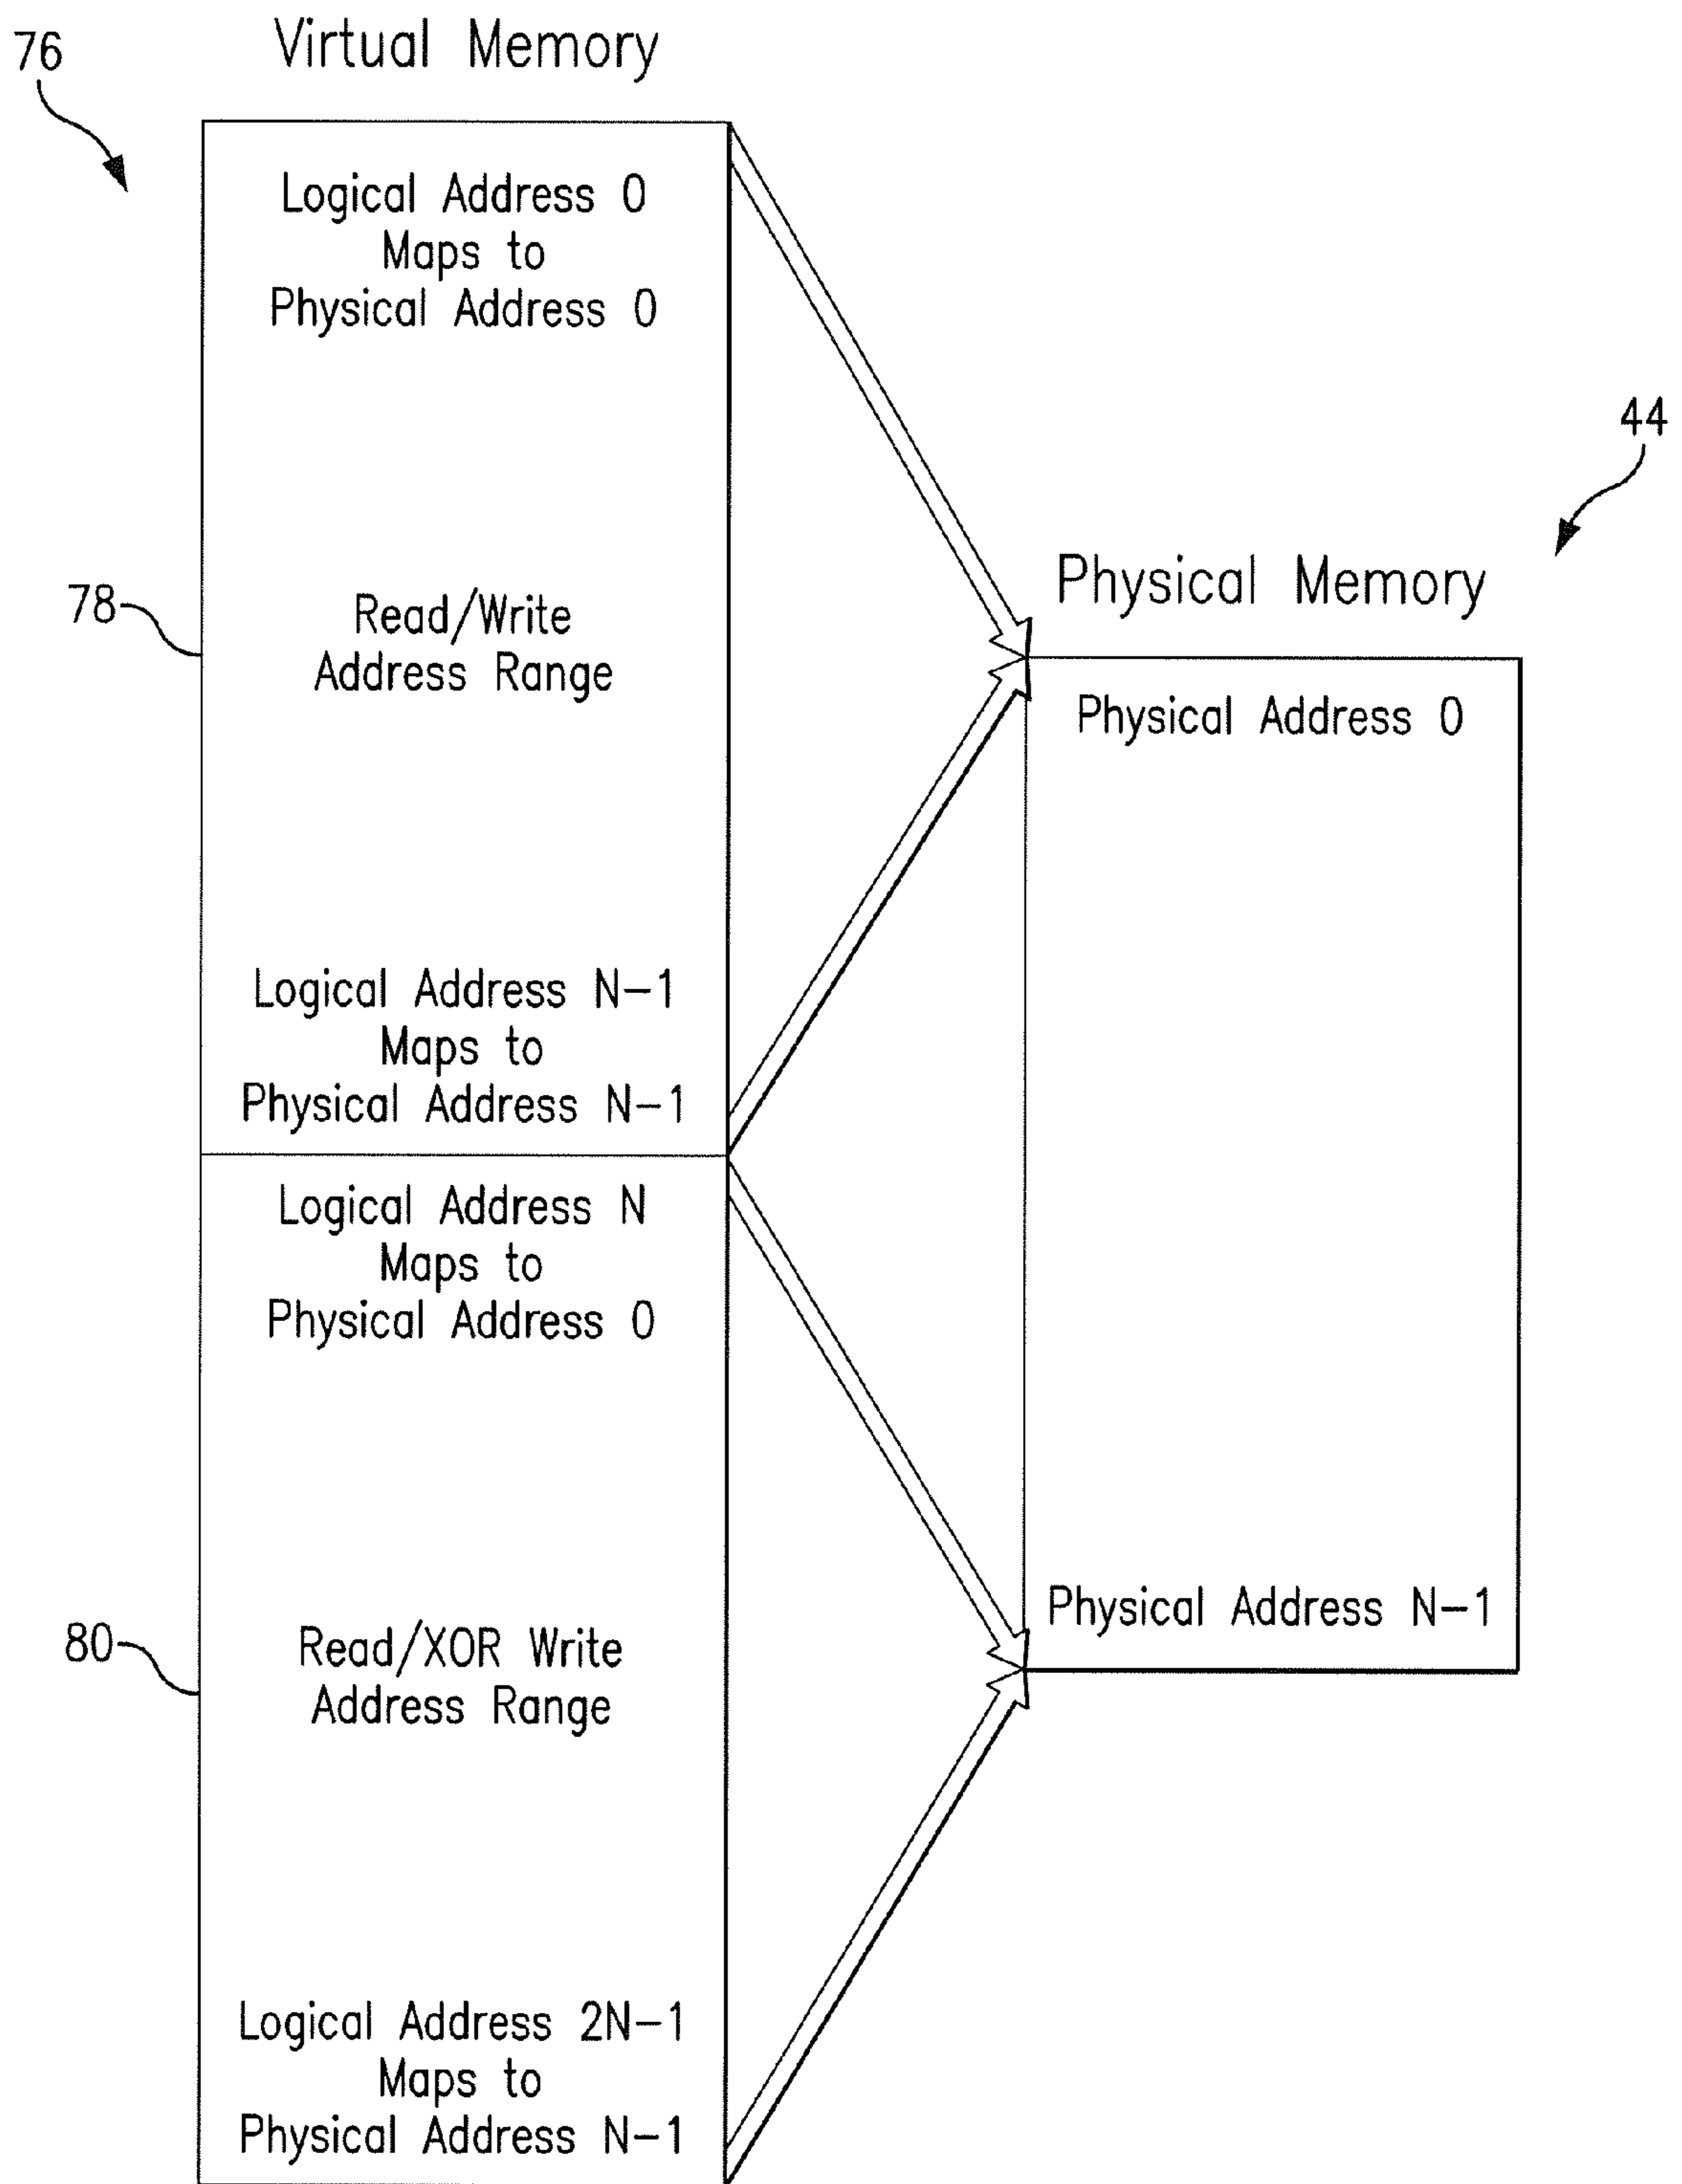 76
Virtual Memory
Logical Address 0
Maps to
Physical Address 0
78
Read/Write
Address Range
Logical Address N-1
Maps to
Physical Address N-1
Logical Address N
Maps to
Physical Address 0
80
Read/XOR Write
Address Range
Logical Address 2N-1
Maps to
Physical Address N-1
44
Physical Memory
Physical Address 0
Physical Address N-1